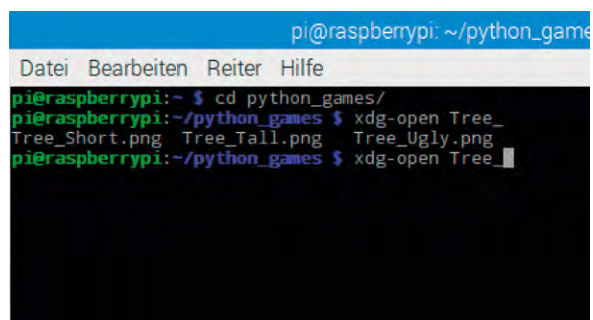 pi@raspberrypi: ~/python_game
Datei Bearbeiten Reiter Hilfe
pi@raspberrypi:~ $ cd python_games/
pi@raspberrypi:~/python_games $ xdg-open Tree_
Tree_Short.png Tree_Tall.png Tree_Ugly.png
pi@raspberrypi:~/python_games $ xdg-open Tree_